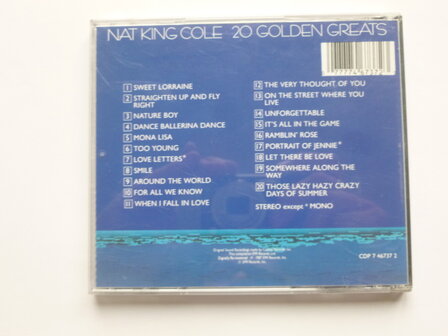 NAT KING COLE 20 GOLDEN GREATS
1 SWEET LORRAINE
2 STRAIGHTEN UP AND FLY
RIGHT
3 NATURE BOY
4 DANCE BALLERINA DANCE
5 MONA LISA
6 TOO YOUNG
7 LOVE LETTERS*
8 SMILE
9 AROUND THE WORLD
10 FOR ALL WE KNOW
11 WHEN I FALL IN LOVE
12 THE VERY THOUGHT OF YOU
13 ON THE STREET WHERE YOU
LIVE
14 UNFORGETTABLE
15 IT'S ALL IN THE GAME
16 RAMBLIN' ROSE
17 PORTRAIT OF JENNIE*
18 LET THERE BE LOVE
19 SOMEWHERE ALONG THE
WAY
20 THOSE LAZY HAZY CRAZY
DAYS OF SUMMER
STEREO except * MONO
CDP 7 46737 2